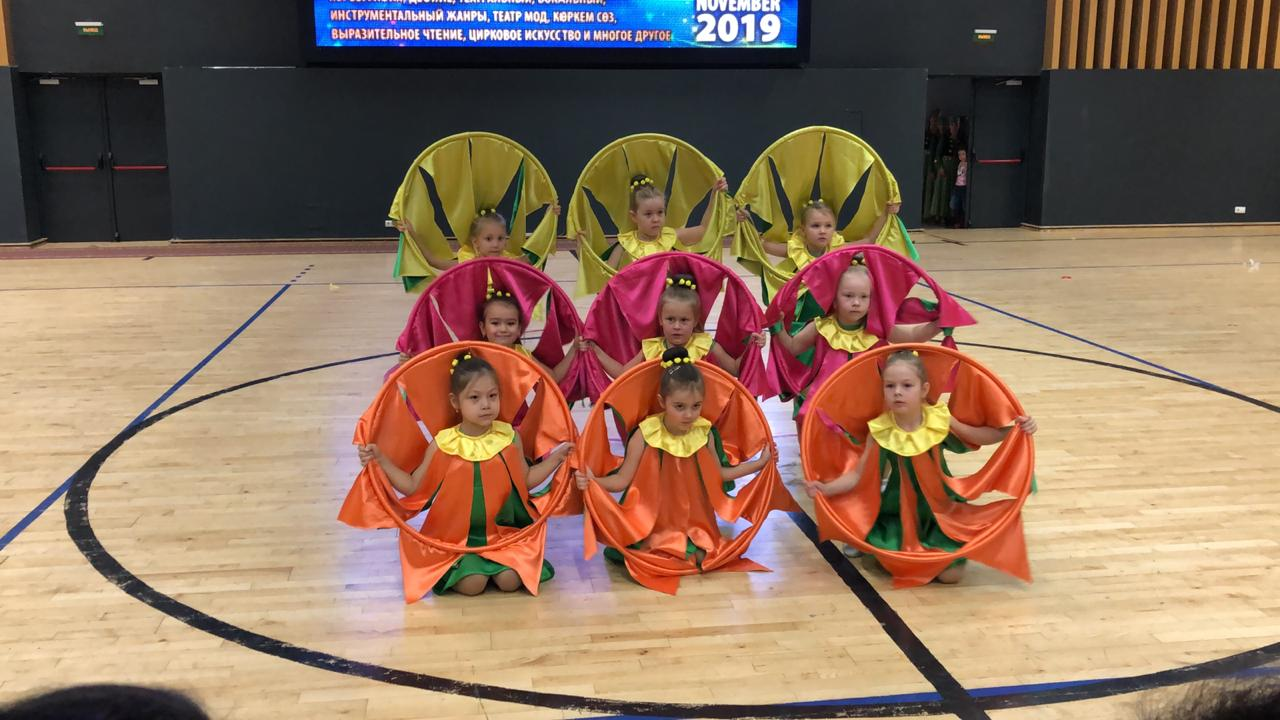 ИНСТРУМЕНТАЛЬНЫЙ ЖАНРЫ, ТЕАТР МОД, КӨРКЕМ СӨЗ,
ВЫРАЗИТЕЛЬНОЕ ЧТЕНИЕ, ЦИРКОВОЕ ИСКУССТВО И МНОГОЕ ДРУГОЕ
NOVEMBER
2019